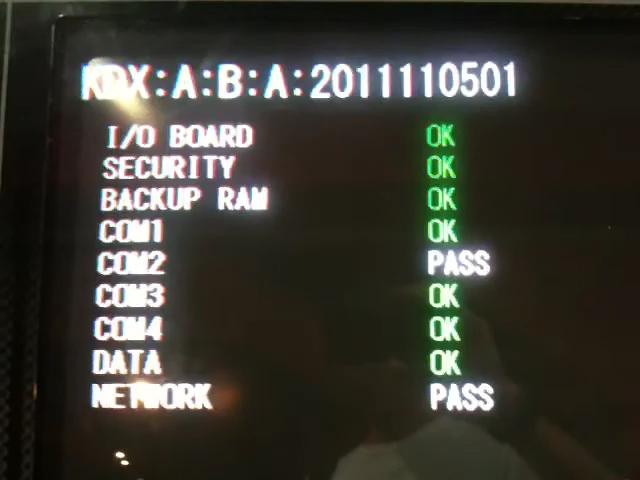 KDX:A:B:A:2011110501
I/O BOARD OK
SECURITY OK
BACKUP RAM OK
COM1 OK
COM2 PASS
COM3 OK
COM4 OK
DATA OK
NETWORK PASS